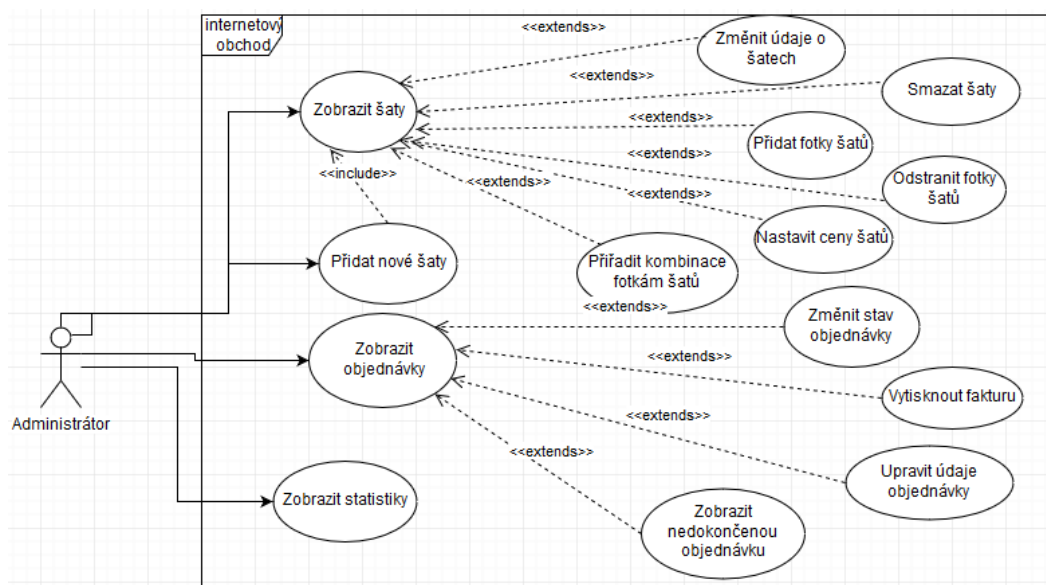 internetový
obchod
<<extends>>
Změnit údaje o
šatech
<<extends>>
Smazat šaty
Zobrazit šaty
<<extends>>
Přidat fotky šatů
<<include>>
<<extends>>
<<extends>>
Odstranit fotky
šatů
Nastavit ceny šatů
Přidat nové šaty
Přiřadit kombinace
fotkám šatů
<<extends>>
Změnit stav
objednávky
Zobrazit
objednávky
<<extends>>
Vytisknout fakturu
Administrátor
<<extends>>
<<extends>>
Upravit údaje
objednávky
Zobrazit statistiky
Zobrazit
nedokončenou
objednávku